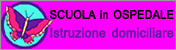 SCUOLA in OSPEDALE
Istruzione domiciliare